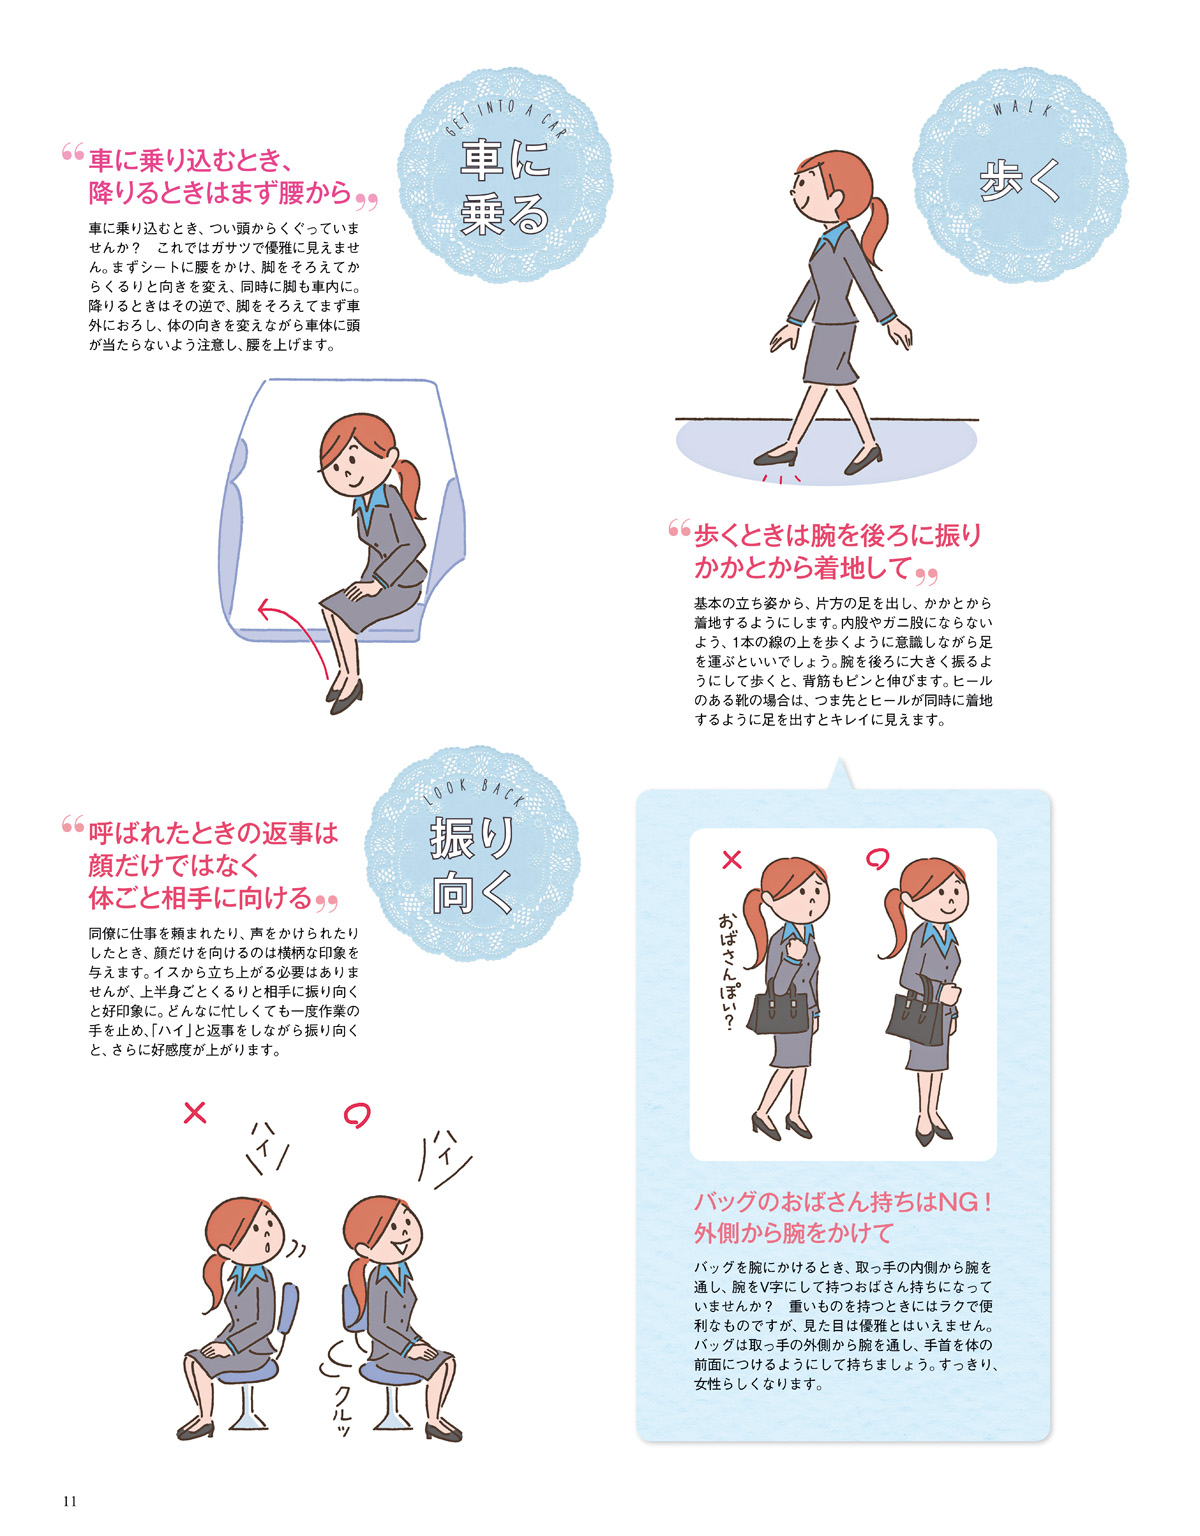 WALK
歩く
“歩くときは腕を後ろに振り
かかとから着地して”
基本の立ち姿から、片方の足を出し、かかとから
着地するようにします。内股やガニ股にならない
よう、1本の線の上を歩くように意識しながら足
を運ぶといいでしょう。腕を後ろに大きく振るよ
うにして歩くと、背筋もピンと伸びます。ヒール
のある靴の場合は、つま先とヒールが同時に着地
するように足を出すとキレイに見えます。
×
おばさんぽい?
バッグのおばさん持ちはNG!
外側から腕をかけて
バッグを腕にかけるとき、取っ手の内側から腕を
通し、腕をV字にして持つおばさん持ちになって
いませんか?　重いものを持つときにはラクで便
利なものですが、見た目は優雅とはいえません。
バッグは取っ手の外側から腕を通し、手首を体の
前面につけるようにして持ちましょう。すっきり、
女性らしくなります。
GET INTO A CAR
車に
乗る
“車に乗り込むとき、
降りるときはまず腰から”
車に乗り込むとき、つい頭からくぐっていま
せんか?　これではガサツで優雅に見えませ
ん。まずシートに腰をかけ、脚をそろえてか
らくるりと向きを変え、同時に脚も車内に。
降りるときはその逆で、脚をそろえてまず車
外におろし、体の向きを変えながら車体に頭
が当たらないよう注意し、腰を上げます。
LOOK BACK
振り
向く
“呼ばれたときの返事は
顔だけではなく
体ごと相手に向ける”
同僚に仕事を頼まれたり、声をかけられたり
したとき、顔だけを向けるのは横柄な印象を
与えます。イスから立ち上がる必要はありま
せんが、上半身ごとくるりと相手に振り向く
と好印象に。どんなに忙しくても一度作業の
手を止め、「ハイ」と返事をしながら振り向く
と、さらに好感度が上がります。
×
ハイ
ハイ
クルッ
11